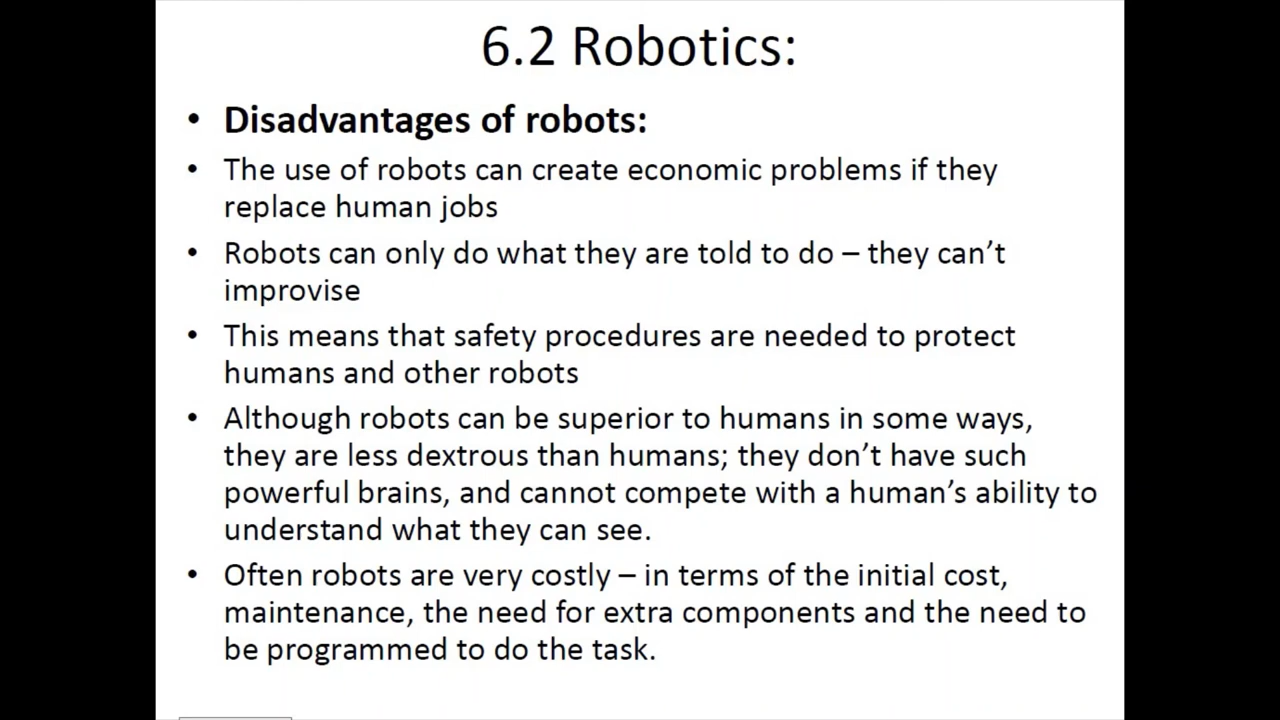 6.2 Robotics:
• Disadvantages of robots:
• The use of robots can create economic problems if they
replace human jobs
• Robots can only do what they are told to do – they can’t
improvise
• This means that safety procedures are needed to protect
humans and other robots
• Although robots can be superior to humans in some ways,
they are less dextrous than humans; they don’t have such
powerful brains, and cannot compete with a human’s ability to
understand what they can see.
• Often robots are very costly – in terms of the initial cost,
maintenance, the need for extra components and the need to
be programmed to do the task.